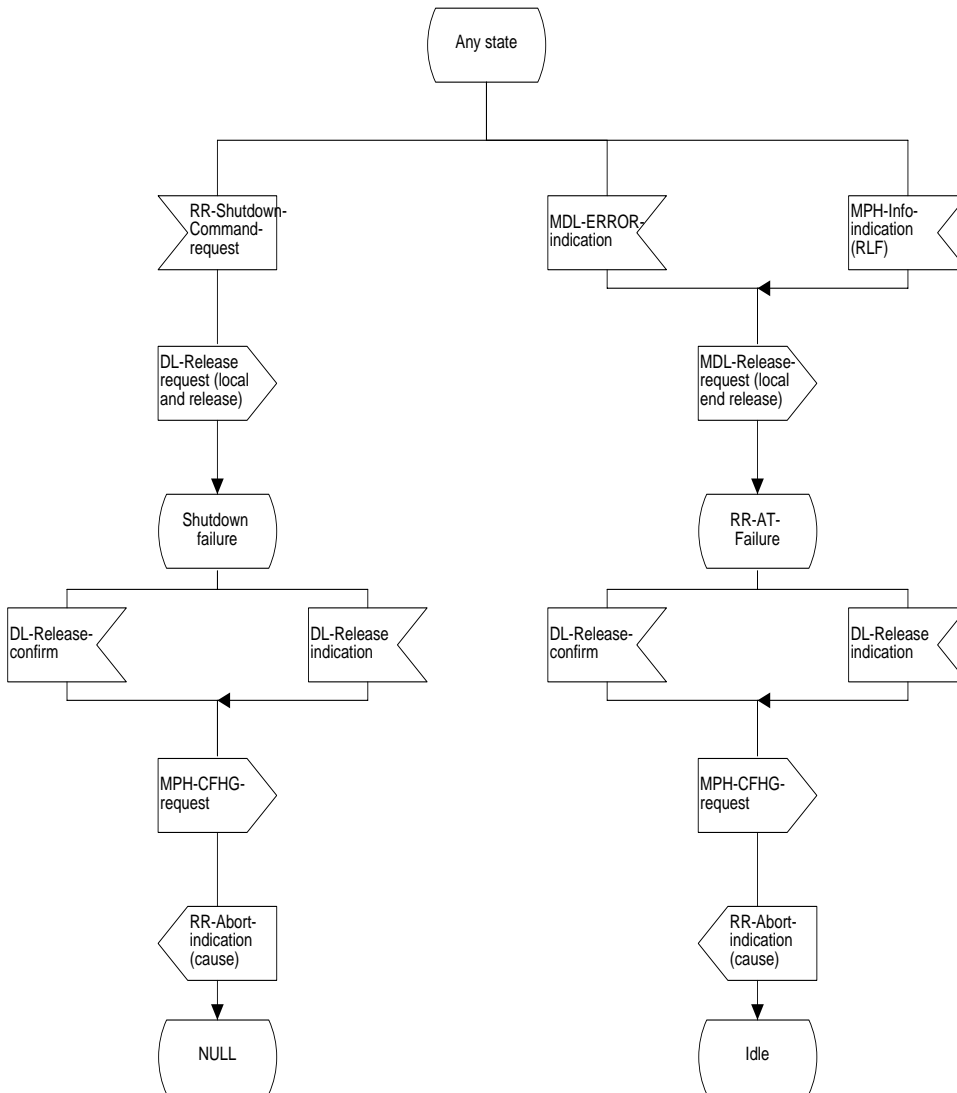 Any state
RR-Shutdown-
Command-
request
MDL-ERROR-
indication
MPH-Info-
indication
(RLF)
DL-Release
request (local
and release)
MDL-Release-
request (local
end release)
Shutdown
failure
RR-AT-
Failure
DL-Release-
confirm
DL-Release
indication
DL-Release-
confirm
DL-Release
indication
MPH-CFHG-
request
MPH-CFHG-
request
RR-Abort-
indication
(cause)
RR-Abort-
indication
(cause)
NULL
Idle